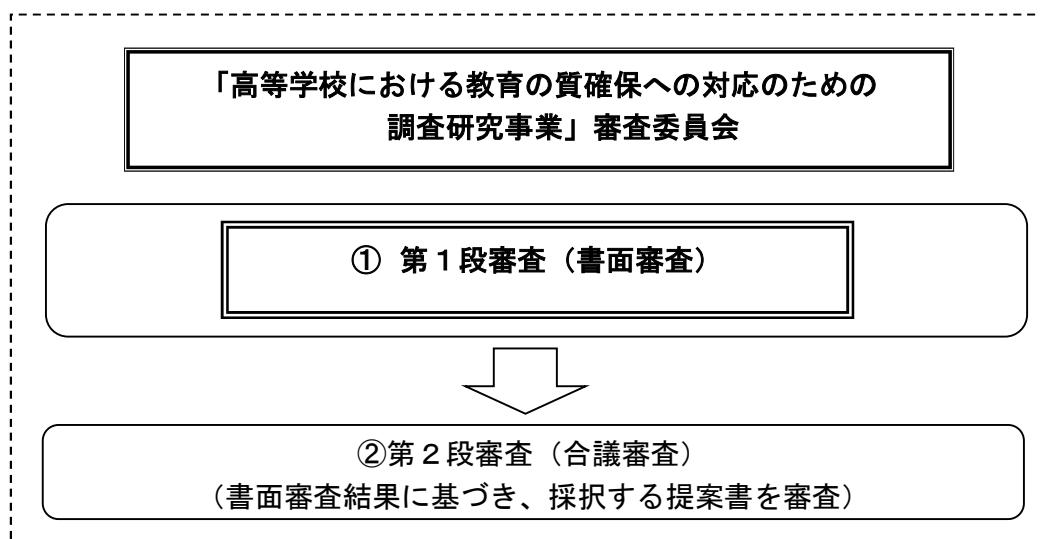 「高等学校における教育の質確保への対応のための
調査研究事業」審査委員会
① 第１段審査（書面審査）
②第２段審査（合議審査）
（書面審査結果に基づき、採択する提案書を審査）